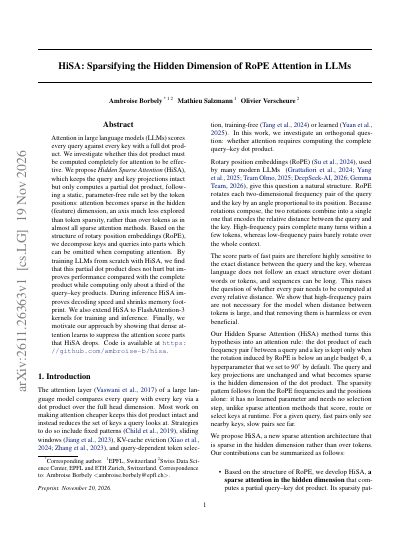 HiSA: Sparsifying the Hidden Dimension of RoPE Attention in LLMs
Ambroise Borbely * 1 2 Mathieu Salzmann 1 Olivier Verscheure 2
arXiv:2611.26363v1 [cs.LG] 19 Nov 2026
Abstract
Attention in large language models (LLMs) scores
every query against every key with a full dot prod-
uct. We investigate whether this dot product must
be computed completely for attention to be effec-
tive. We propose Hidden Sparse Attention (HiSA),
which keeps the query and key projections intact
but only computes a partial dot product, follow-
ing a static, parameter-free rule set by the token
positions: attention becomes sparse in the hidden
(feature) dimension, an axis much less explored
than token sparsity, rather than over tokens as in
almost all sparse attention methods. Based on the
structure of rotary position embeddings (RoPE),
we decompose keys and queries into parts which
can be omitted when computing attention. By
training LLMs from scratch with HiSA, we find
that this partial dot product does not hurt but im-
proves performance compared with the complete
dot product while computing only about a third of
the query–key products. During inference HiSA im-
proves decoding speed and shrinks memory foot-
print. We also extend HiSA to FlashAttention-3
kernels for training and inference. Finally, we mo-
tivate our approach by showing that dense at-
tention learns to suppress the attention score parts
that HiSA drops. Code is available at https:
//github.com/ambroise-b/hisa.
1. Introduction
The attention layer (Vaswani et al., 2017) of a large lan-
guage model compares every query with every key via a
dot product over the full head dimension. Most work on
making attention cheaper keeps this dot product intact and
instead reduces the set of keys a query looks at. Strategies
to do so include fixed patterns (Child et al., 2019), sliding
windows (Jiang et al., 2023), KV-cache eviction (Xiao et al.,
2024; Zhang et al., 2023), and query-dependent token selec-
*Corresponding author. 1EPFL, Switzerland 2Swiss Data Sci-
ence Center, EPFL and ETH Zurich, Switzerland. Correspondence
to: Ambroise Borbely <ambroise.borbely@epfl.ch>.
Preprint. November 20, 2026.
tion, training-free (Tang et al., 2024) or learned (Yuan et al.,
2025). In this work, we investigate an orthogonal ques-
tion: whether attention requires computing the complete
query–key dot product.
Rotary position embeddings (RoPE) (Su et al., 2024), used
by many modern LLMs (Grattafiori et al., 2024; Yang
et al., 2025; Team Olmo, 2025; DeepSeek-AI, 2026; Gemma
Team, 2026), give this question a natural structure. RoPE
rotates each two-dimensional frequency pair of the query
and the key by an angle proportional to its position. Because
rotations compose, the two rotations combine into a single
one that encodes the relative distance between the query and
the key. High-frequency pairs complete many turns within
a few tokens, whereas low-frequency pairs barely rotate over
the whole context.
The score parts of fast pairs are therefore highly sensitive to
the exact distance between the query and the key, whereas
language does not follow an exact structure over distant
words or tokens, and sequences can be long. This raises
the question of whether every pair needs to be computed at
every relative distance. We show that high-frequency pairs
are not necessary for the model when distance between
tokens is large, and that removing them is harmless or even
beneficial.
Our Hidden Sparse Attention (HiSA) method turns this
hypothesis into an attention rule: the dot product of each
frequency pair i between a query and a key is kept only when
the rotation induced by RoPE is below an angle budget Φ, a
hyperparameter that we set to 90° by default. The query and
key projections are unchanged and what becomes sparse
is the hidden dimension of the dot product. The sparsity
pattern follows from the RoPE frequencies and the positions
alone: it has no learned parameter and needs no selection
step, unlike sparse attention methods that score, route or
select keys at runtime. For a given query, fast pairs only see
nearby keys, slow pairs see far.
We propose HiSA, a new sparse attention architecture that
is sparse in the hidden dimension rather than over tokens.
Our contributions can be summarized as follows:
• Based on the structure of RoPE, we develop HiSA, a
sparse attention in the hidden dimension that com-
putes a partial query–key dot product. Its sparsity pat-
1